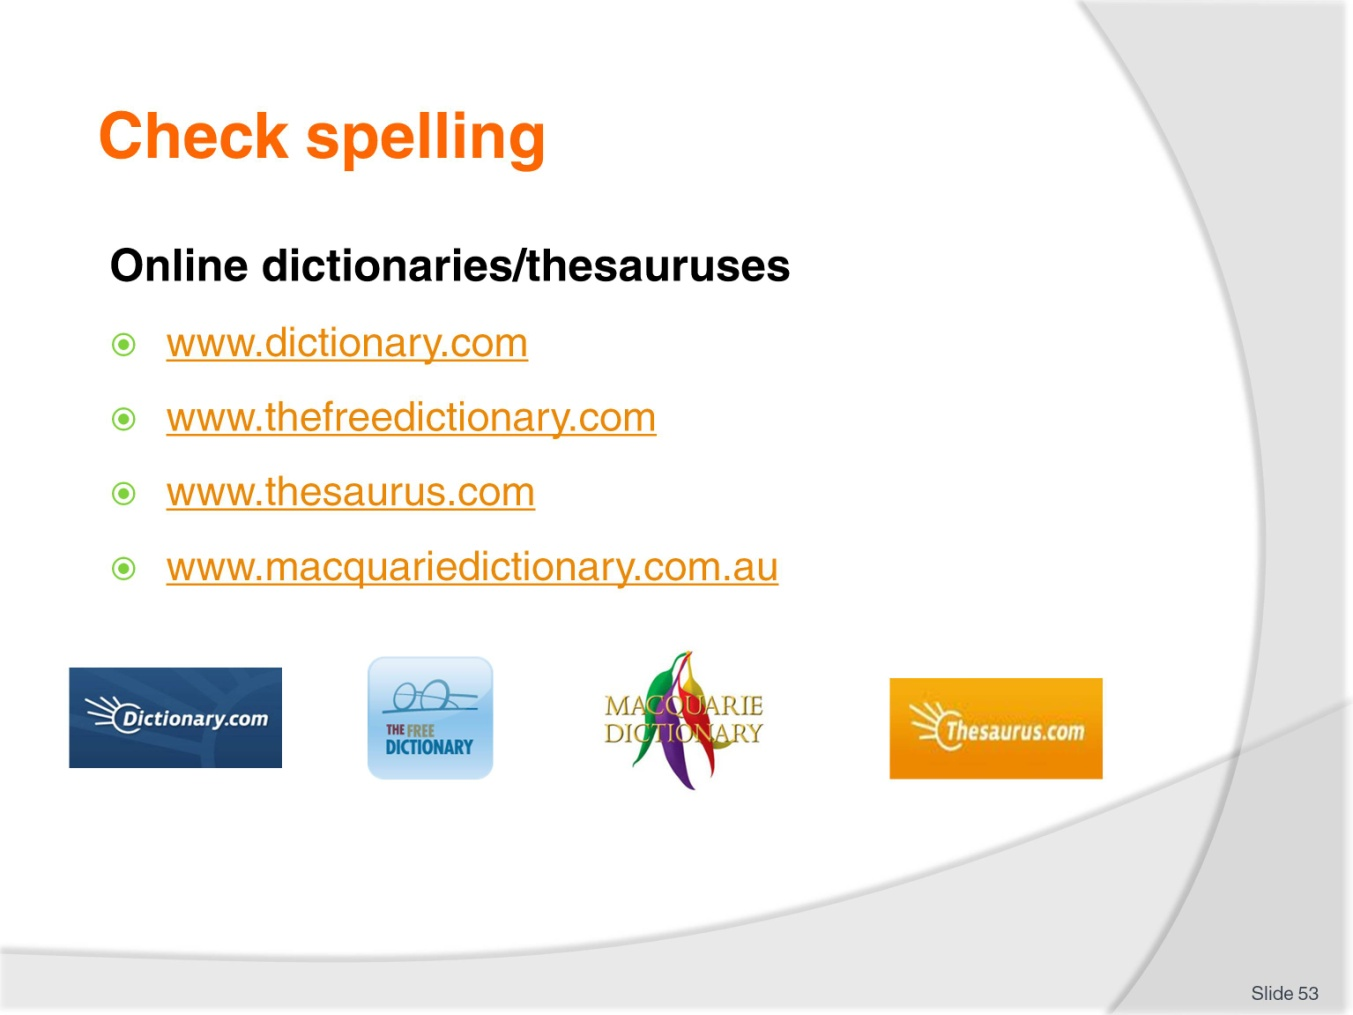 Check spelling
Online dictionaries/thesauruses
www.dictionary.com
www.thefreedictionary.com
www.thesaurus.com
www.macquariedictionary.com.au
Dictionary.com
THE FREE
DICTIONARY
MACQUARIE
DICTIONARY
Thesaurus.com
Slide 53